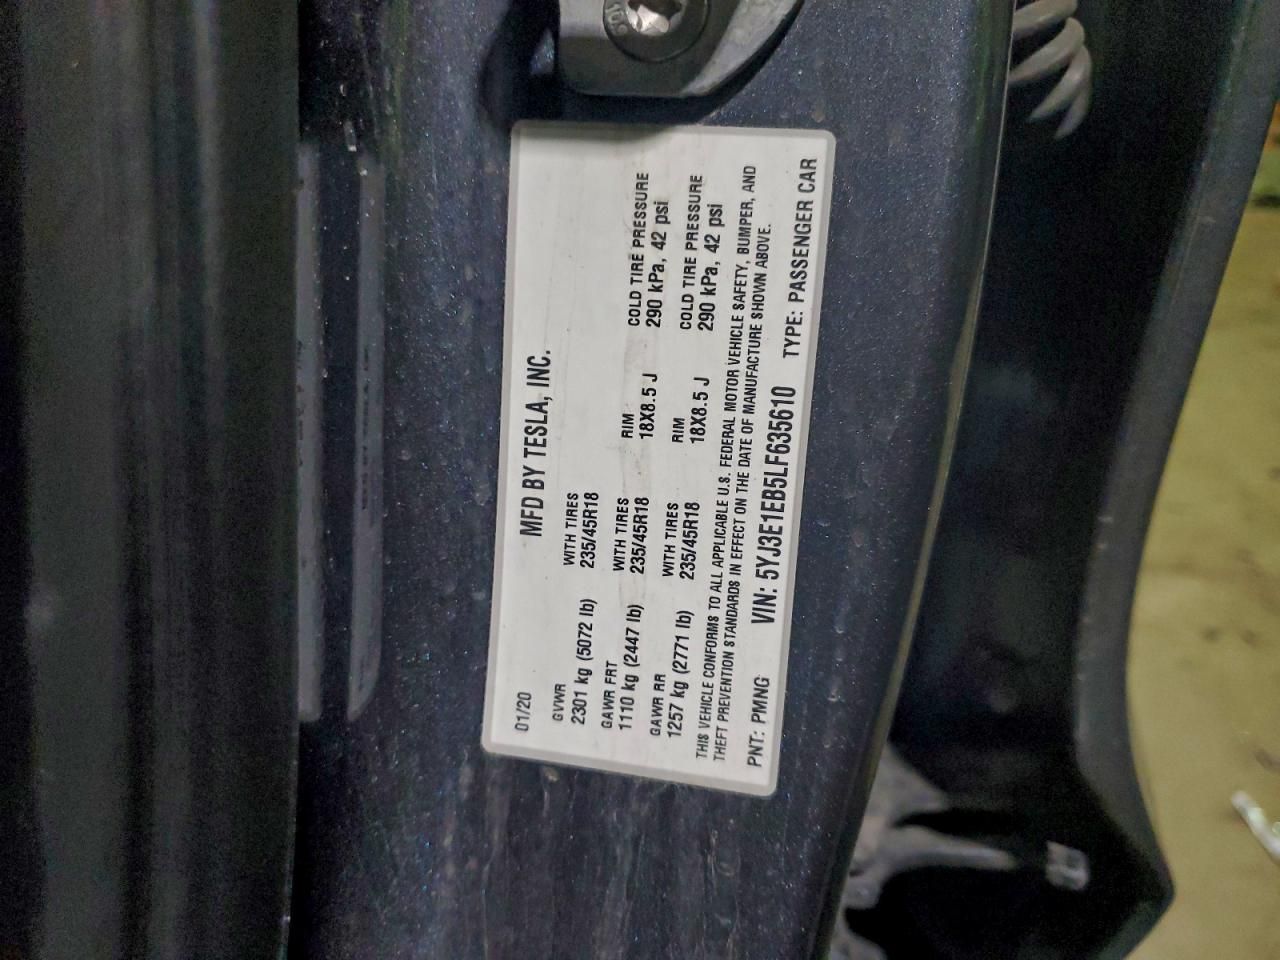 MFD BY TESLA, INC.
01/20
GVWR WITH TIRES
2301 kg (5072 lb) 235/45R18
GAWR FRT WITH TIRES RIM COLD TIRE PRESSURE
1110 kg (2447 lb) 235/45R18 18X8.5 J 290 kPa, 42 psi
GAWR RR WITH TIRES RIM COLD TIRE PRESSURE
1257 kg (2771 lb) 235/45R18 18X8.5 J 290 kPa, 42 psi
THIS VEHICLE CONFORMS TO ALL APPLICABLE U.S. FEDERAL MOTOR VEHICLE SAFETY, BUMPER, AND
THEFT PREVENTION STANDARDS IN EFFECT ON THE DATE OF MANUFACTURE SHOWN ABOVE.
PNT: PMNG VIN: 5YJ3E1EB5LF635610 TYPE: PASSENGER CAR